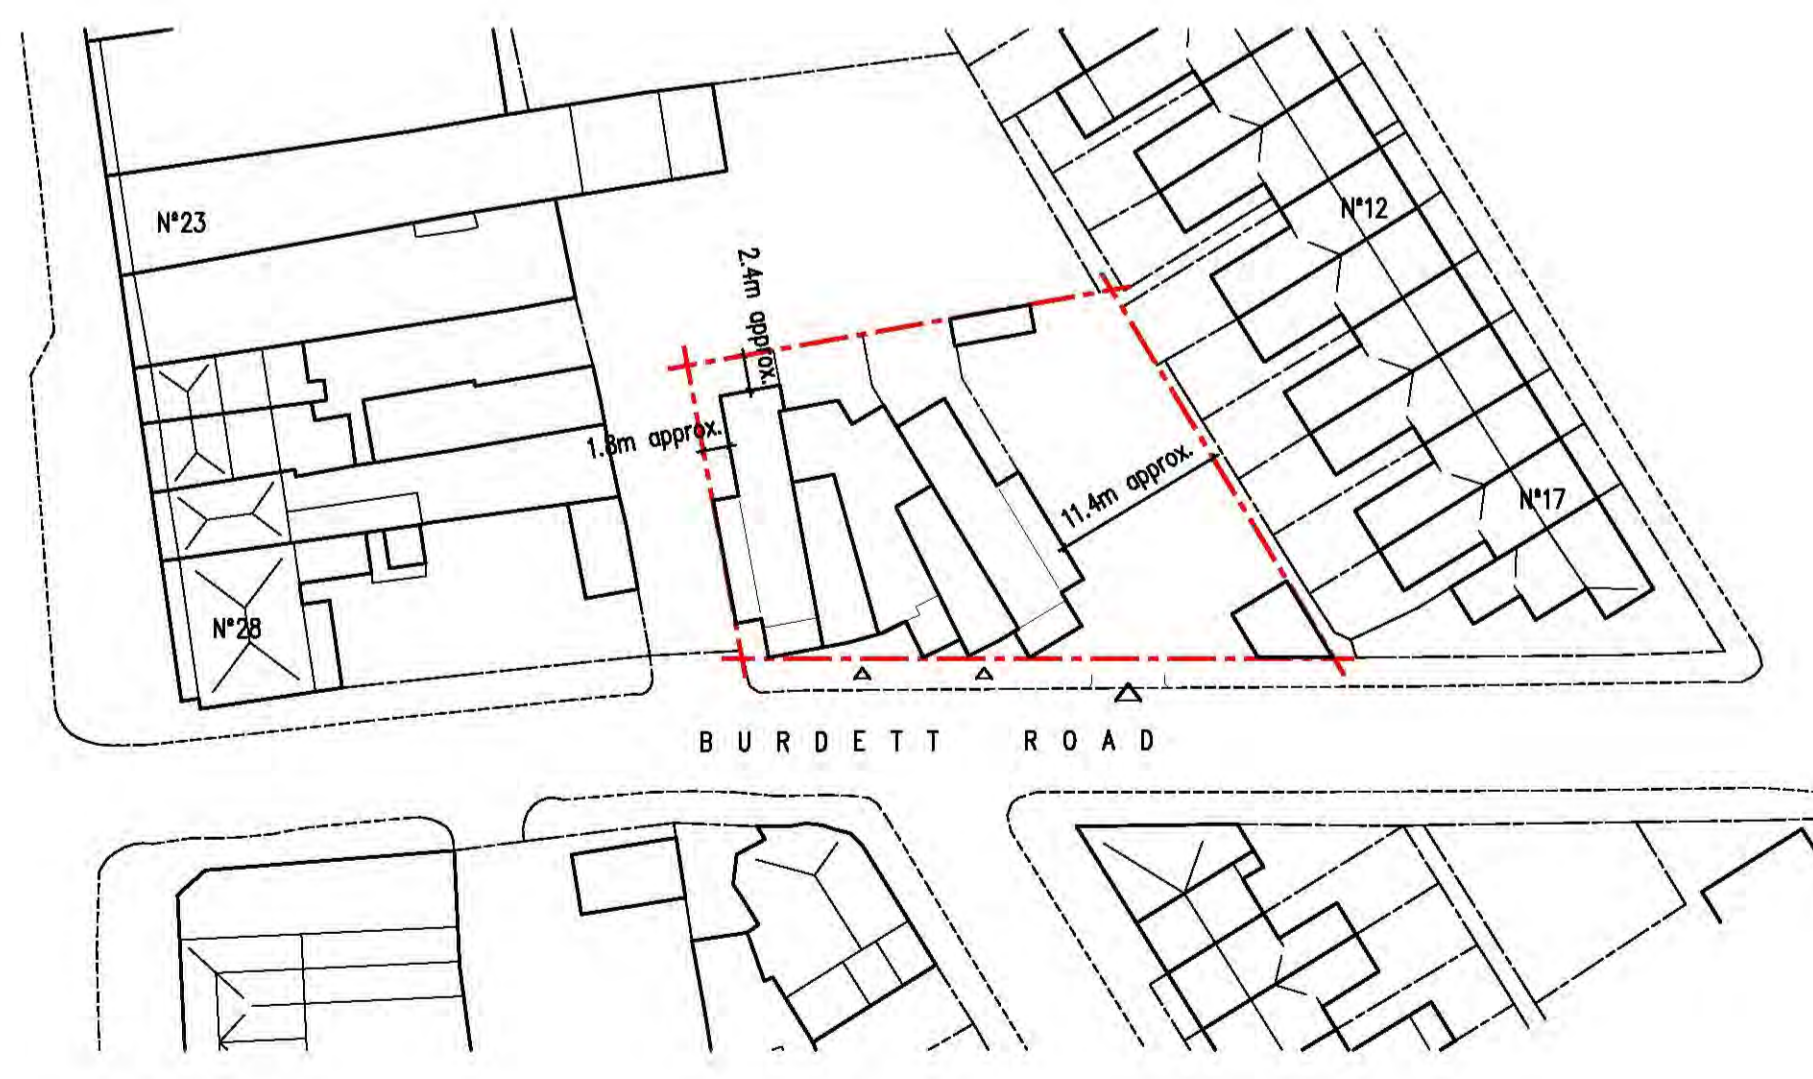 N°23
N°12
2.4m approx.
1.8m approx.
11.4m approx.
N°17
N°28
BURDETT ROAD